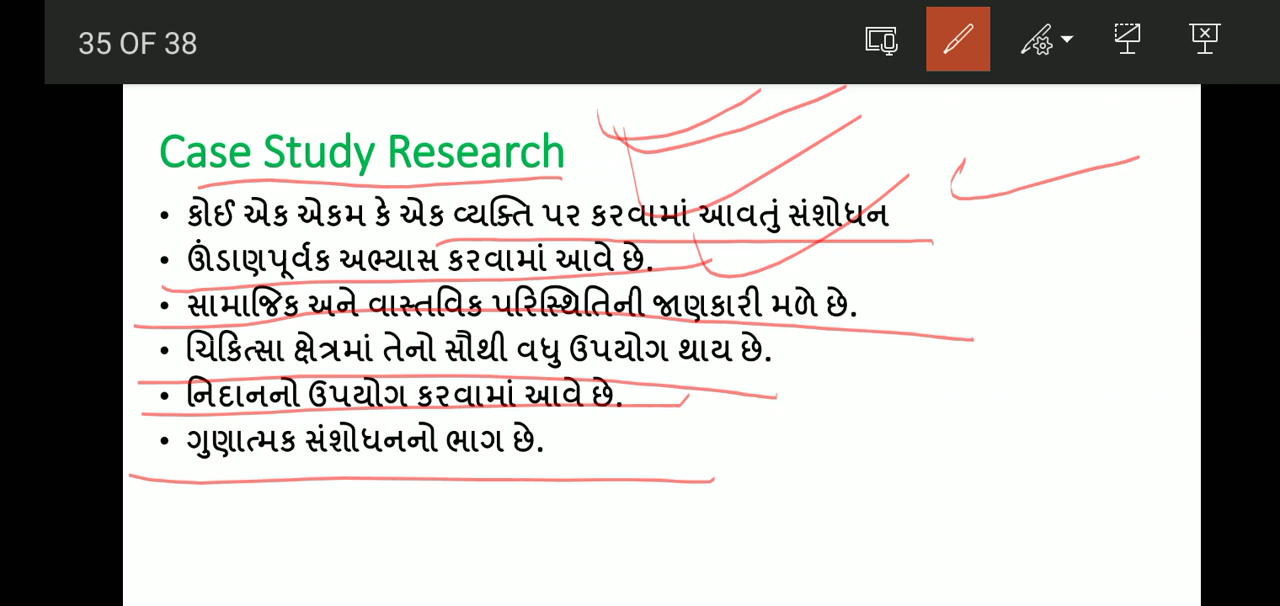 35 OF 38
Case Study Research
• કોઈ એક એકમ કે એક વ્યક્તિ પર કરવામાં આવતું સંશોધન
• ઊંડાણપૂર્વક અભ્યાસ કરવામાં આવે છે.
• સામાજિક અને વાસ્તવિક પરિસ્થિતિની જાણકારી મળે છે.
• ચિકિત્સા ક્ષેત્રમાં તેનો સૌથી વધુ ઉપયોગ થાય છે.
• નિદાનનો ઉપયોગ કરવામાં આવે છે.
• ગુણાત્મક સંશોધનનો ભાગ છે.